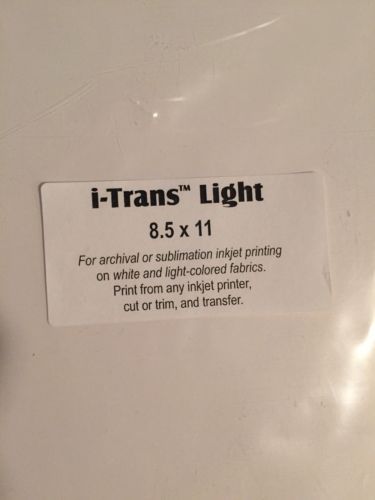 i-Trans™ Light
8.5 x 11
For archival or sublimation inkjet printing
on white and light-colored fabrics.
Print from any inkjet printer,
cut or trim, and transfer.